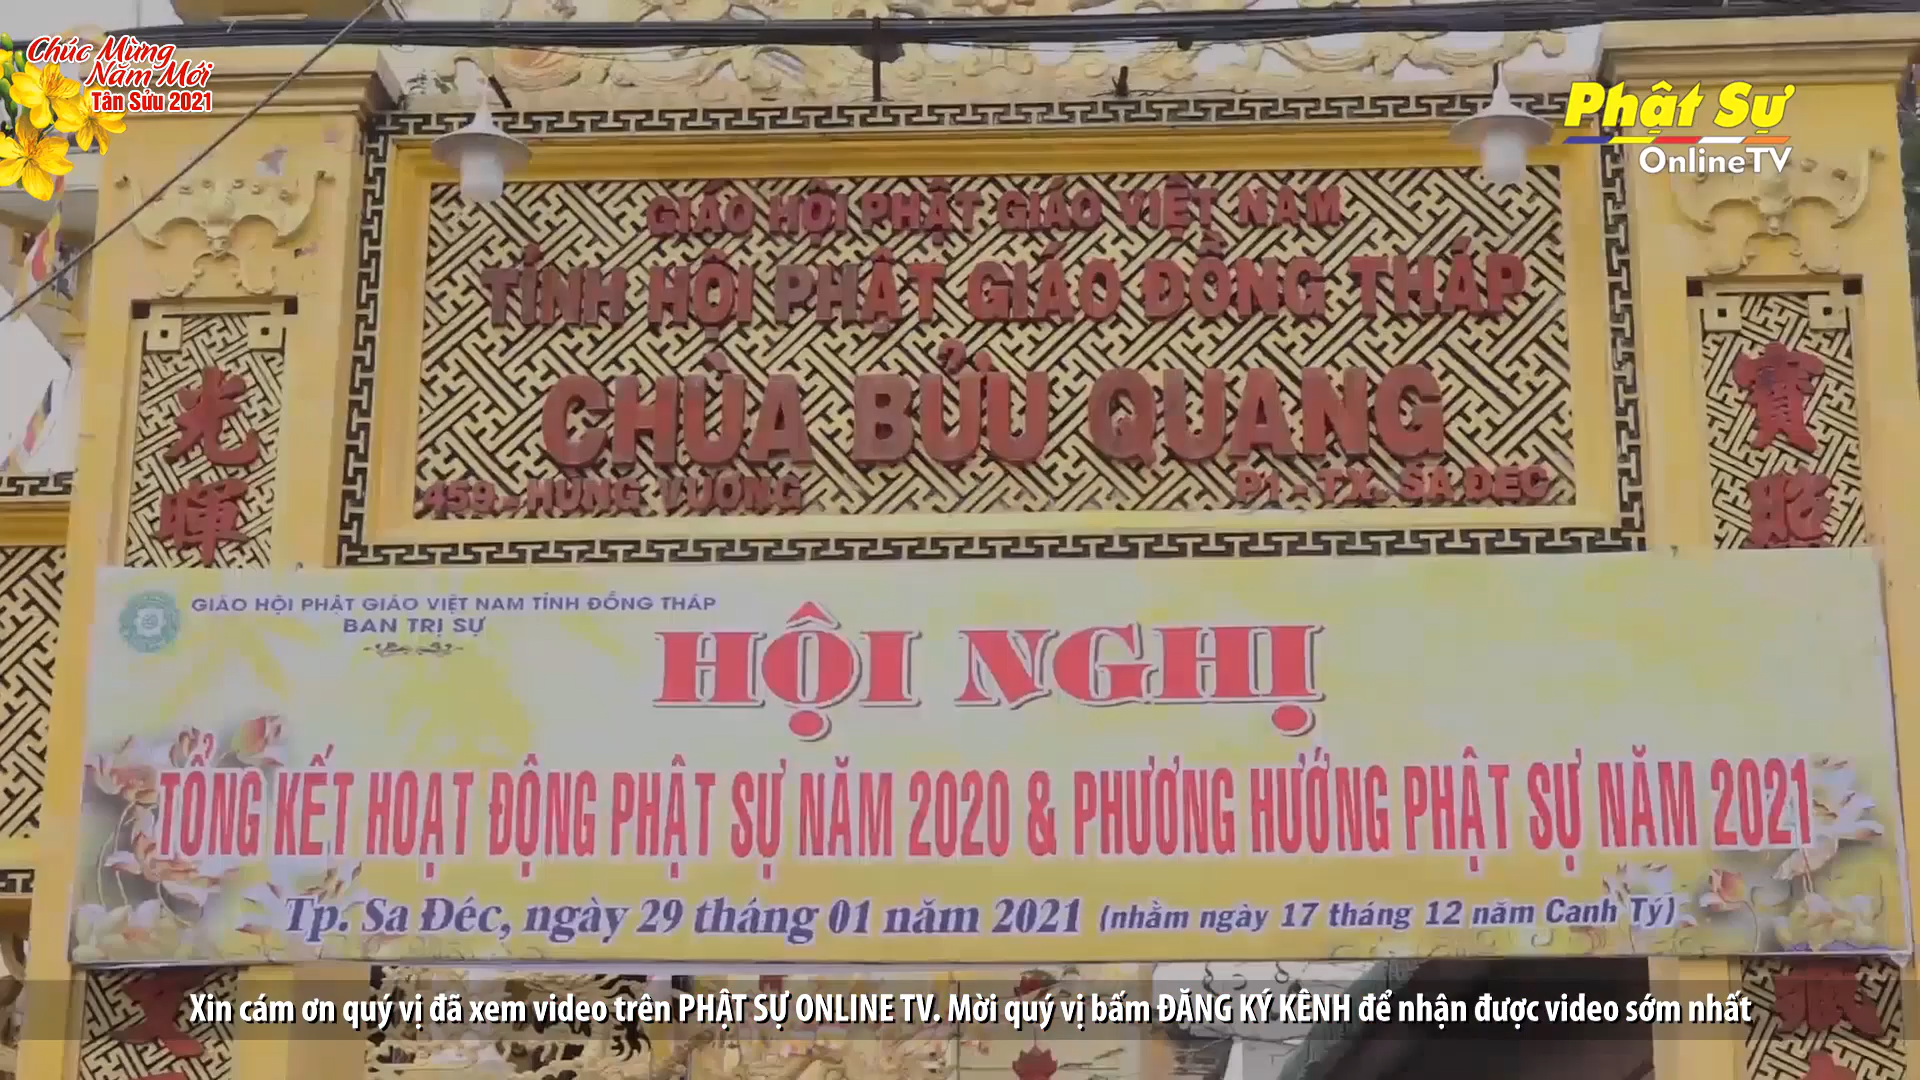 Chúc Mừng
Năm Mới
Tân Sửu 2021
Phật Sự
OnlineTV
GIÁO HỘI PHẬT GIÁO VIỆT NAM
TỈNH HỘI PHẬT GIÁO ĐỒNG THÁP
CHÙA BỬU QUANG
459 - HÙNG VƯƠNG
P1 - TX. SA ĐEC
光暉
寶昭
GIÁO HỘI PHẬT GIÁO VIỆT NAM TỈNH ĐỒNG THÁP
BAN TRỊ SỰ
HỘI NGHỊ
TỔNG KẾT HOẠT ĐỘNG PHẬT SỰ NĂM 2020 & PHƯƠNG HƯỚNG PHẬT SỰ NĂM 2021
Tp. Sa Đéc, ngày 29 tháng 01 năm 2021 (nhằm ngày 17 tháng 12 năm Canh Tý)
Xin cám ơn quý vị đã xem video trên PHẬT SỰ ONLINE TV. Mời quý vị bấm ĐĂNG KÝ KÊNH để nhận được video sớm nhất